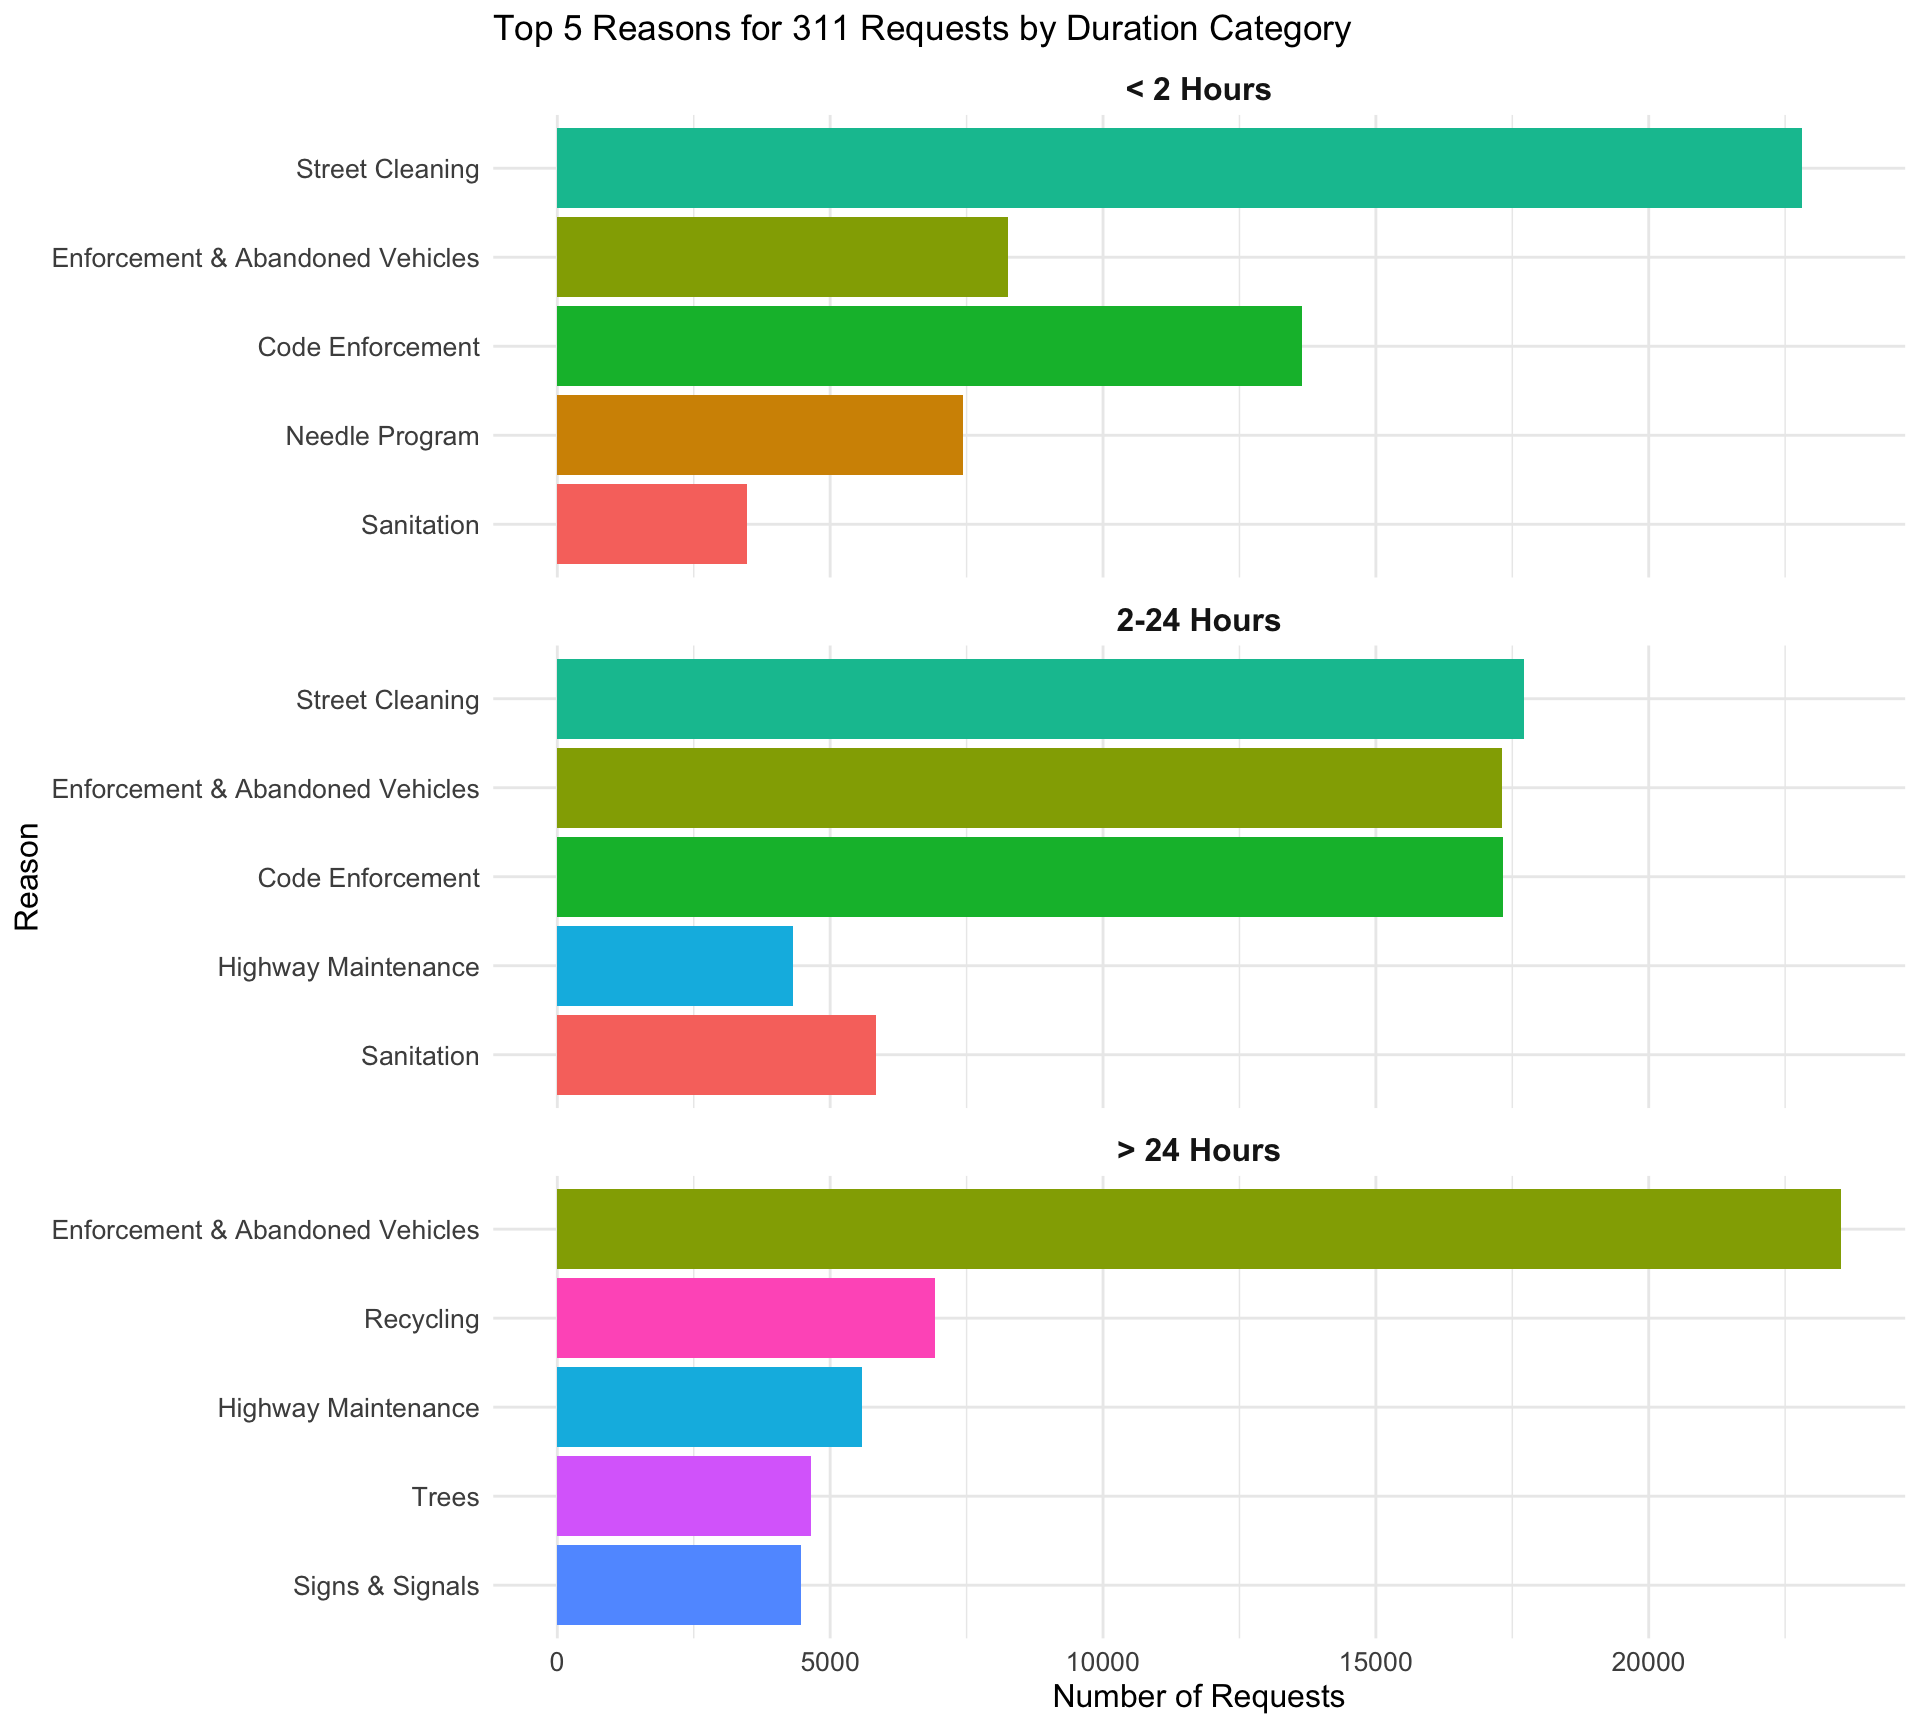 Top 5 Reasons for 311 Requests by Duration Category
< 2 Hours
Street Cleaning
Enforcement & Abandoned Vehicles
Code Enforcement
Needle Program
Sanitation
2-24 Hours
Street Cleaning
Enforcement & Abandoned Vehicles
Code Enforcement
Highway Maintenance
Sanitation
Reason
> 24 Hours
Enforcement & Abandoned Vehicles
Recycling
Highway Maintenance
Trees
Signs & Signals
0 5000 10000 15000 20000
Number of Requests